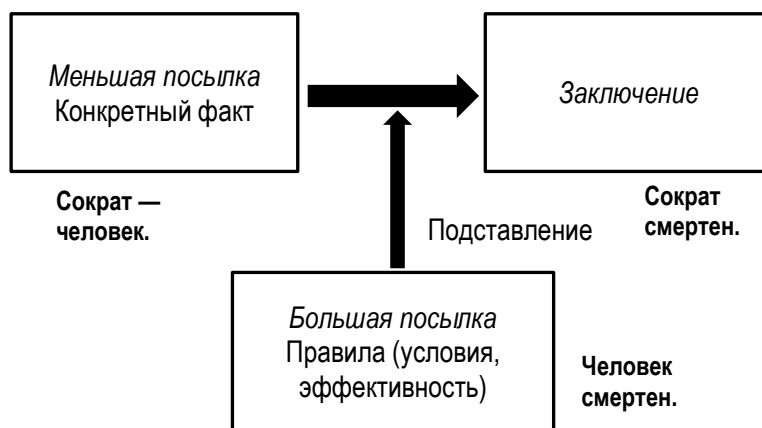 Меньшая посылка
Конкретный факт
Заключение
Сократ —
человек.
Сократ
смертен.
Подставление
Большая посылка
Правила (условия,
эффективность)
Человек
смертен.